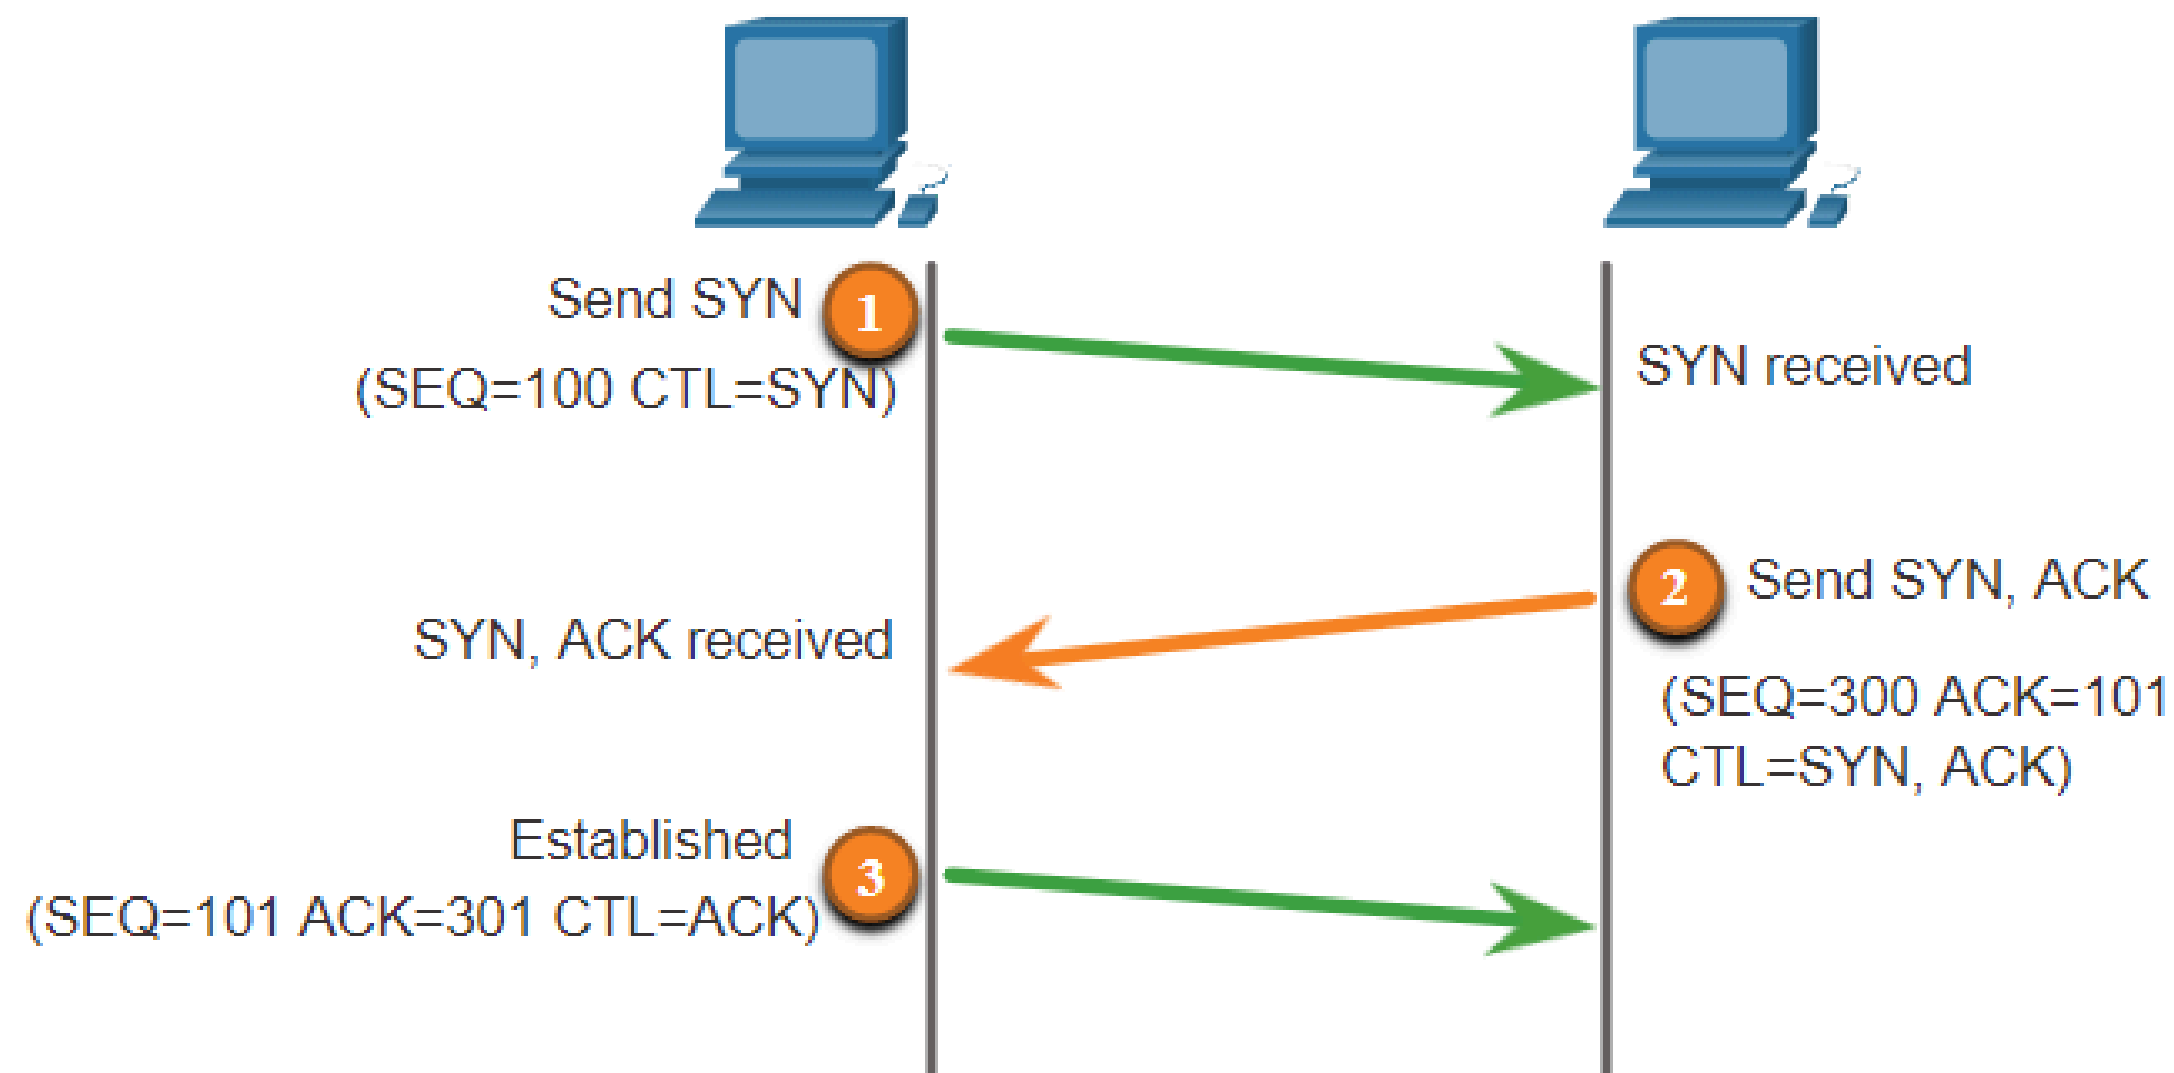 Send SYN 1
(SEQ=100 CTL=SYN)
SYN received
2 Send SYN, ACK
SYN, ACK received
(SEQ=300 ACK=101
CTL=SYN, ACK)
Established 3
(SEQ=101 ACK=301 CTL=ACK)